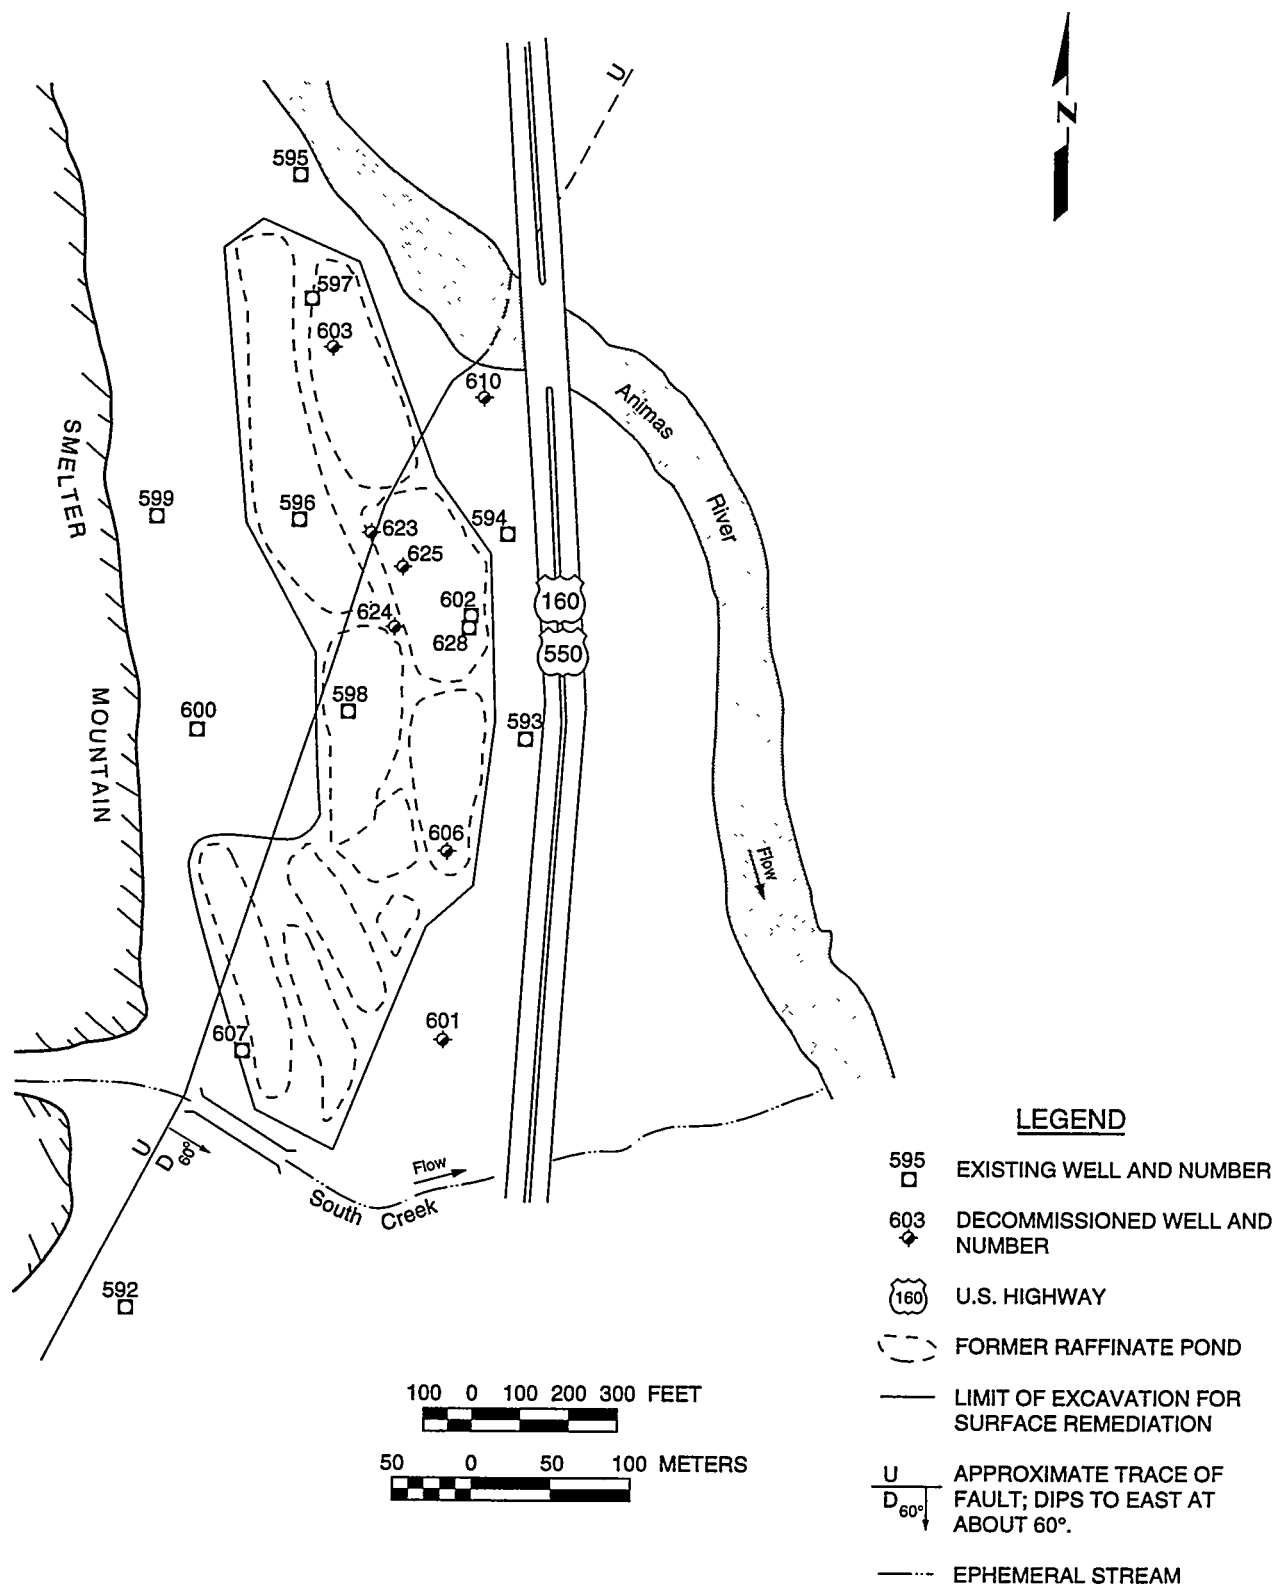 U
N
595
597
603
610
Animas
SMELTER
599
596
623
594
River
625
602
160
624
628
550
MOUNTAIN
598
600
593
606
Flow
607
601
U
D
60°
Flow
South Creek
592
LEGEND
595
EXISTING WELL AND NUMBER
603
DECOMMISSIONED WELL AND
NUMBER
160
U.S. HIGHWAY
FORMER RAFFINATE POND
LIMIT OF EXCAVATION FOR
SURFACE REMEDIATION
U
D 60°
APPROXIMATE TRACE OF
FAULT; DIPS TO EAST AT
ABOUT 60°.
EPHEMERAL STREAM
100 0 100 200 300 FEET
50 0 50 100 METERS